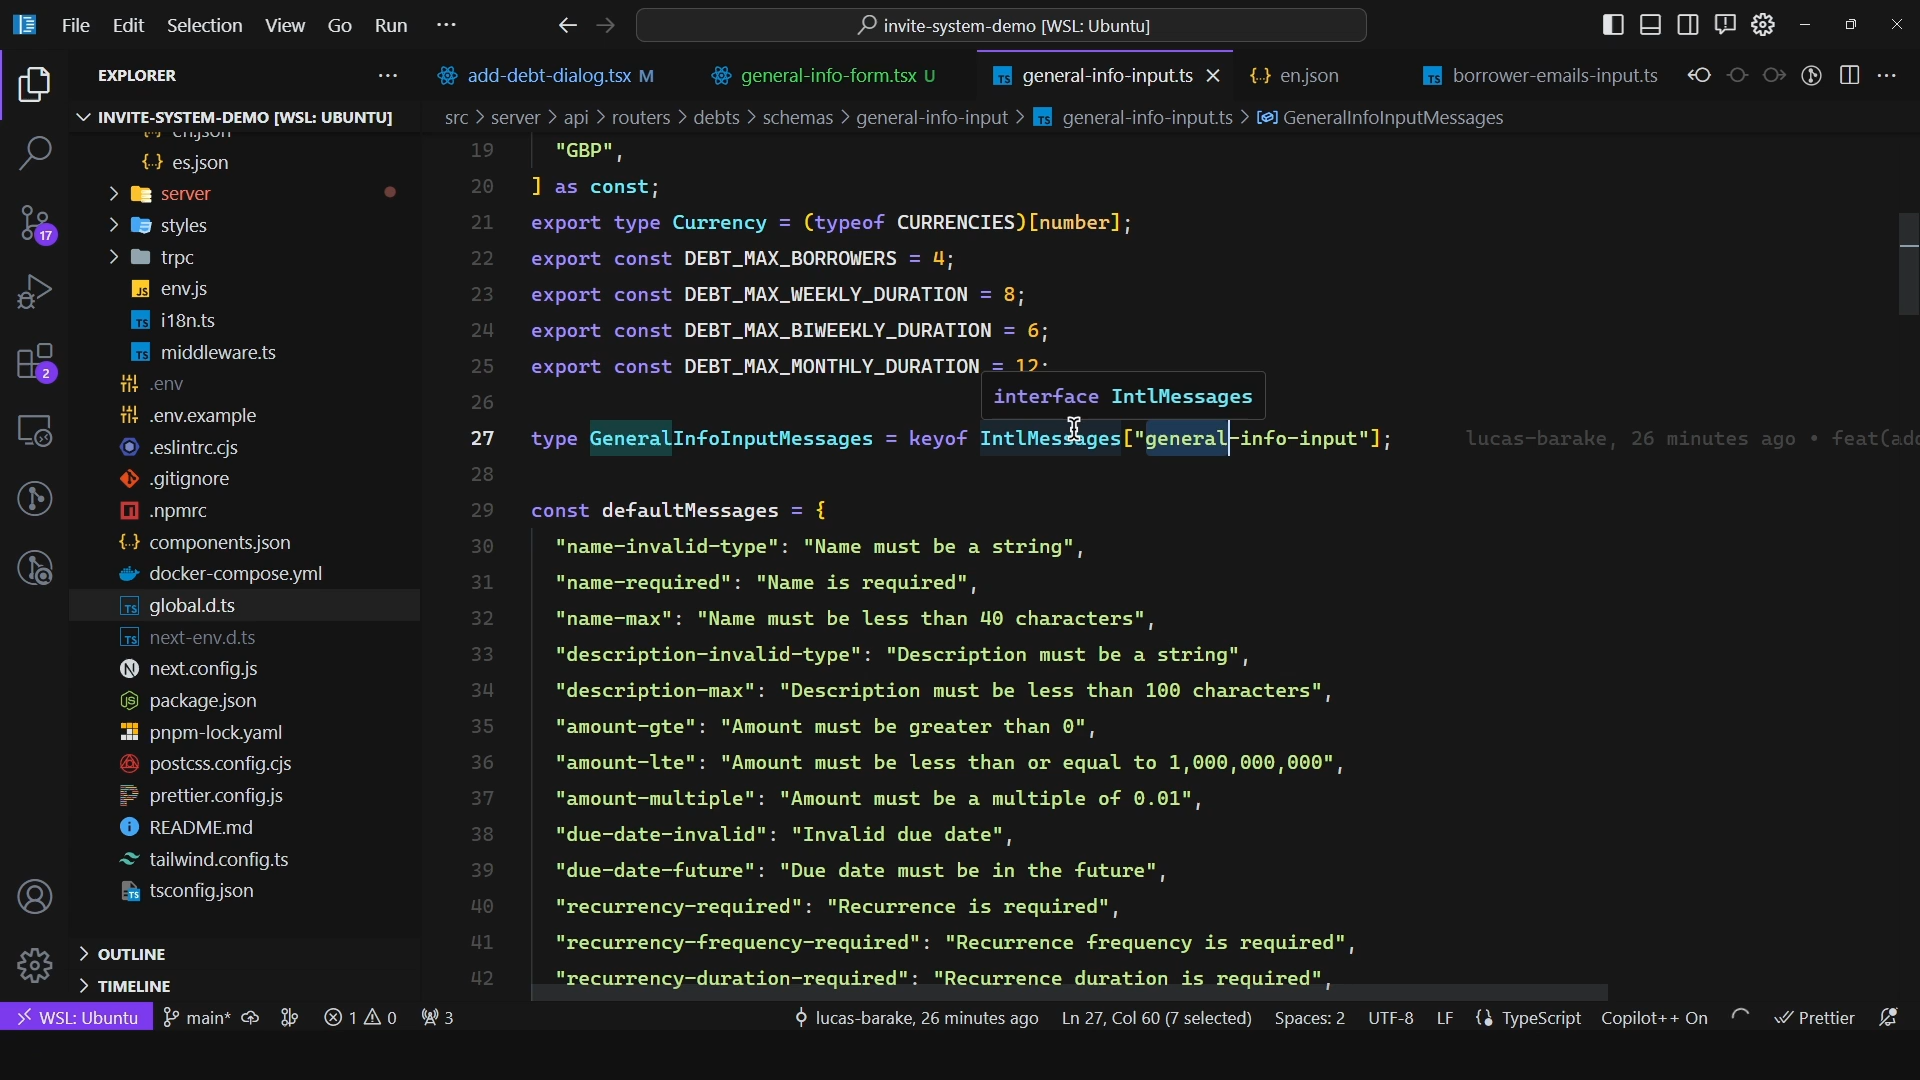 File Edit Selection View Go Run ···
invite-system-demo [WSL: Ubuntu]
EXPLORER ···
add-debt-dialog.tsx M
general-info-form.tsx U
general-info-input.ts
en.json
borrower-emails-input.ts
INVITE-SYSTEM-DEMO [WSL: UBUNTU]
src > server > api > routers > debts > schemas > general-info-input > general-info-input.ts > GeneralInfoInputMessages
en.json
es.json
server
styles
trpc
env.js
i18n.ts
middleware.ts
.env
.env.example
.eslintrc.cjs
.gitignore
.npmrc
components.json
docker-compose.yml
global.d.ts
next-env.d.ts
next.config.js
package.json
pnpm-lock.yaml
postcss.config.cjs
prettier.config.js
README.md
tailwind.config.ts
tsconfig.json
OUTLINE
TIMELINE
17
2
19 "GBP",
20 ] as const;
21 export type Currency = (typeof CURRENCIES)[number];
22 export const DEBT_MAX_BORROWERS = 4;
23 export const DEBT_MAX_WEEKLY_DURATION = 8;
24 export const DEBT_MAX_BIWEEKLY_DURATION = 6;
25 export const DEBT_MAX_MONTHLY_DURATION = 12;
26
interface IntlMessages
27 type GeneralInfoInputMessages = keyof IntlMessages["general-info-input"]; lucas-barake, 26 minutes ago • feat(add
28
29 const defaultMessages = {
30 "name-invalid-type": "Name must be a string",
31 "name-required": "Name is required",
32 "name-max": "Name must be less than 40 characters",
33 "description-invalid-type": "Description must be a string",
34 "description-max": "Description must be less than 100 characters",
35 "amount-gte": "Amount must be greater than 0",
36 "amount-lte": "Amount must be less than or equal to 1,000,000,000",
37 "amount-multiple": "Amount must be a multiple of 0.01",
38 "due-date-invalid": "Invalid due date",
39 "due-date-future": "Due date must be in the future",
40 "recurrency-required": "Recurrence is required",
41 "recurrency-frequency-required": "Recurrence frequency is required",
42 "recurrency-duration-required": "Recurrence duration is required",
WSL: Ubuntu main* 1 0 3 lucas-barake, 26 minutes ago Ln 27, Col 60 (7 selected) Spaces: 2 UTF-8 LF TypeScript Copilot++ On Prettier